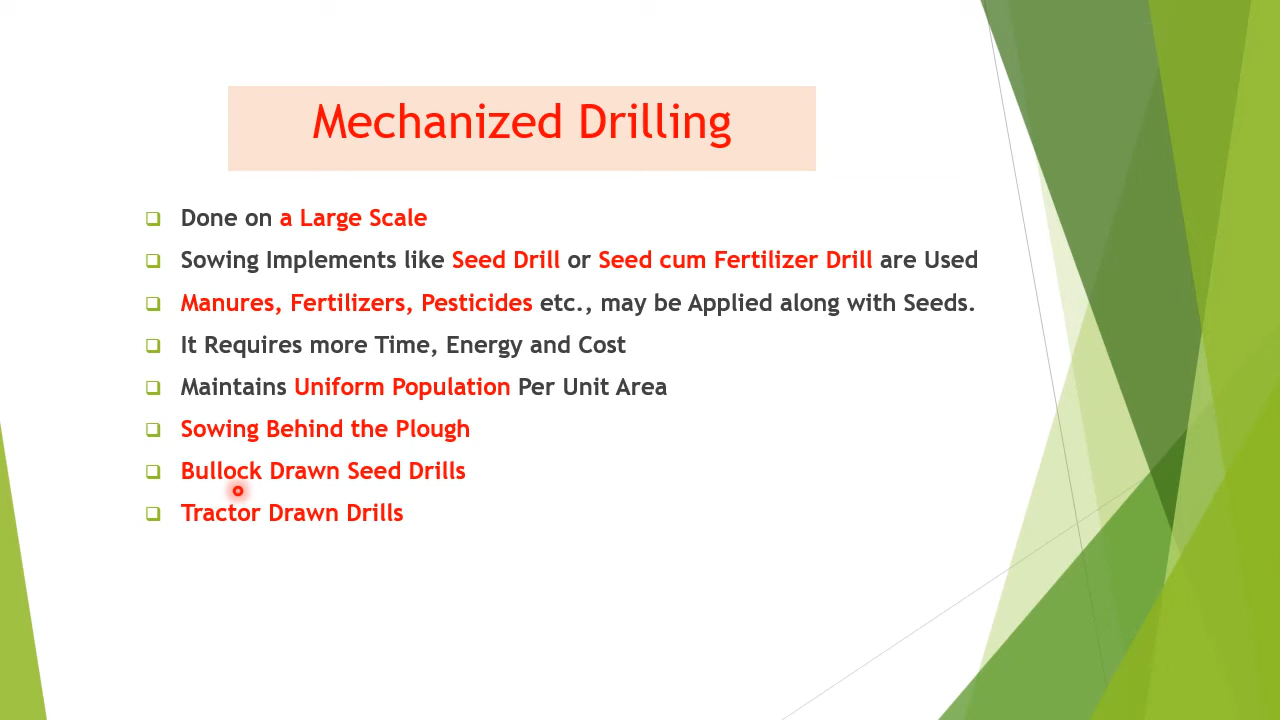 Mechanized Drilling
Done on a Large Scale
Sowing Implements like Seed Drill or Seed cum Fertilizer Drill are Used
Manures, Fertilizers, Pesticides etc., may be Applied along with Seeds.
It Requires more Time, Energy and Cost
Maintains Uniform Population Per Unit Area
Sowing Behind the Plough
Bullock Drawn Seed Drills
Tractor Drawn Drills